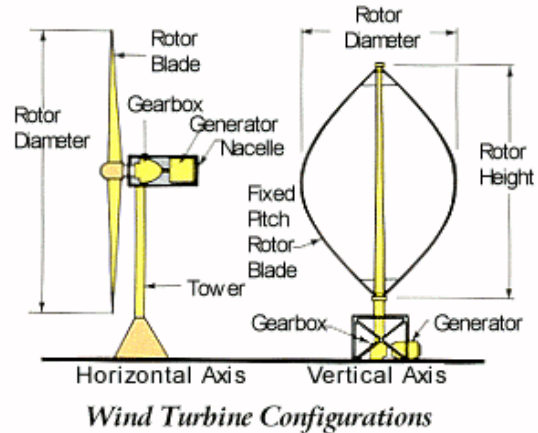 Rotor
Blade
Gearbox
Generator
Nacelle
Rotor
Diameter
Tower
Horizontal Axis
Rotor
Diameter
Rotor
Height
Fixed
Pitch
Rotor
Blade
Gearbox
Generator
Vertical Axis
Wind Turbine Configurations